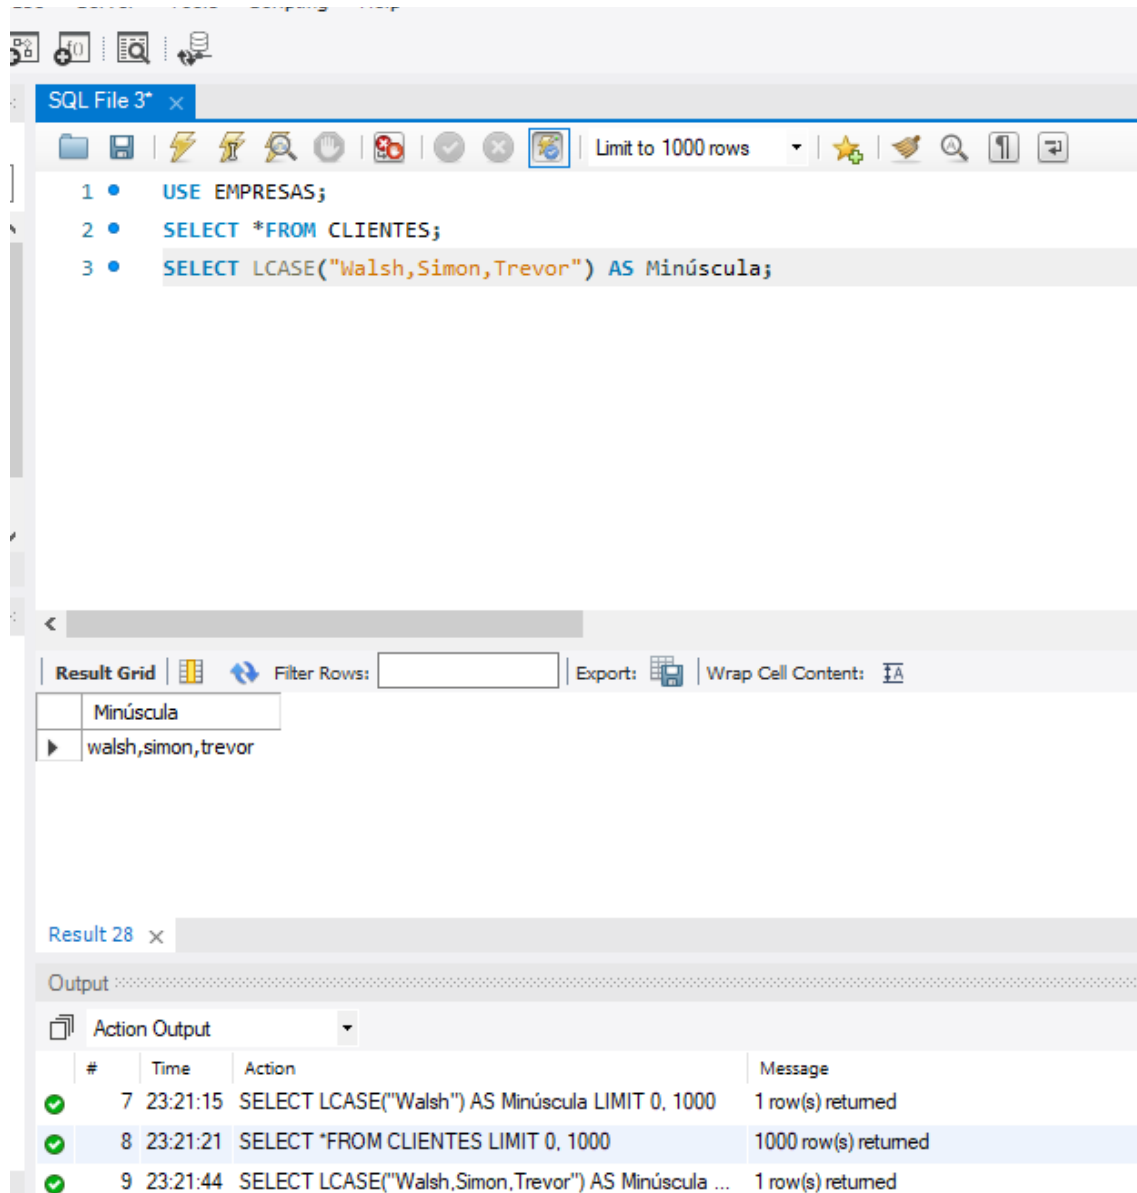 SQL File 3*
Limit to 1000 rows
1 USE EMPRESAS;
2 SELECT *FROM CLIENTES;
3 SELECT LCASE("Walsh,Simon,Trevor") AS Minúscula;
Result Grid Filter Rows: Export: Wrap Cell Content:
Minúscula
walsh,simon,trevor
Result 28
Output
Action Output
# Time Action Message
7 23:21:15 SELECT LCASE("Walsh") AS Minúscula LIMIT 0, 1000 1 row(s) returned
8 23:21:21 SELECT *FROM CLIENTES LIMIT 0, 1000 1000 row(s) returned
9 23:21:44 SELECT LCASE("Walsh,Simon,Trevor") AS Minúscula ... 1 row(s) returned